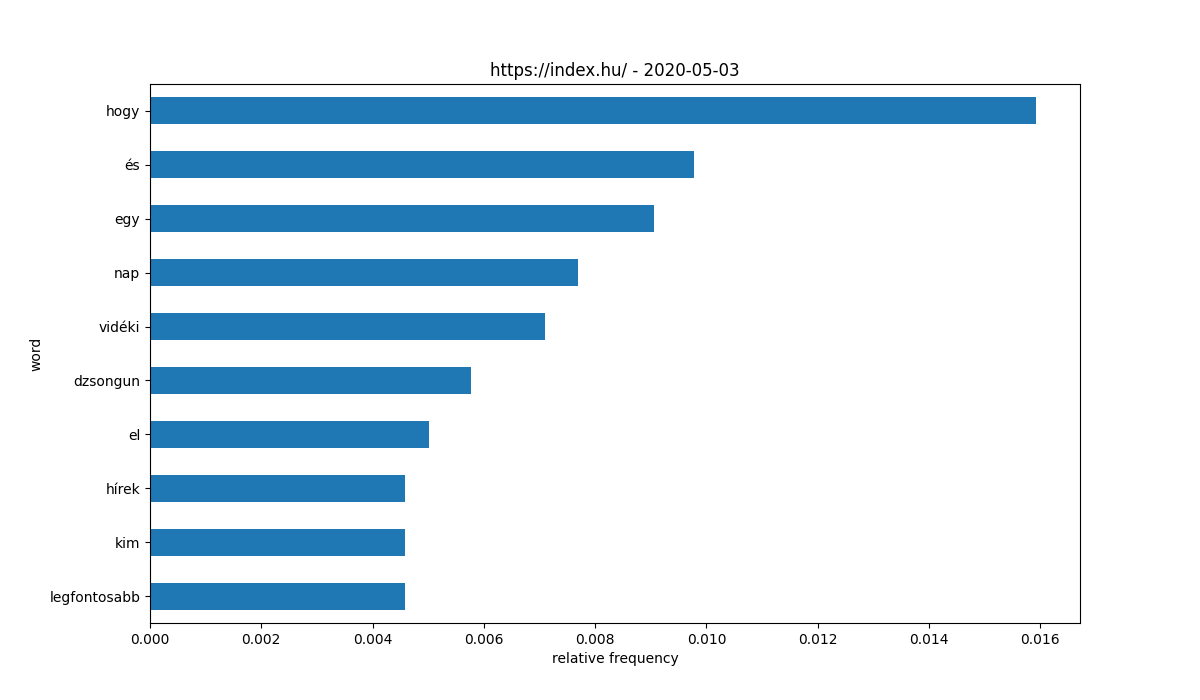 https://index.hu/ - 2020-05-03
hogy
és
egy
nap
vidéki
dzsongun
el
hírek
kim
legfontosabb
word
0.000 0.002 0.004 0.006 0.008 0.010 0.012 0.014 0.016
relative frequency